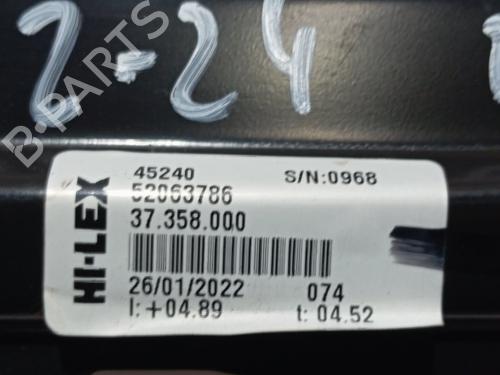 2-24
B-PARTS
HI-LEX
45240 S/N:0968
52063786
37.358.000
26/01/2022 074
I:+04.89 t: 04.52